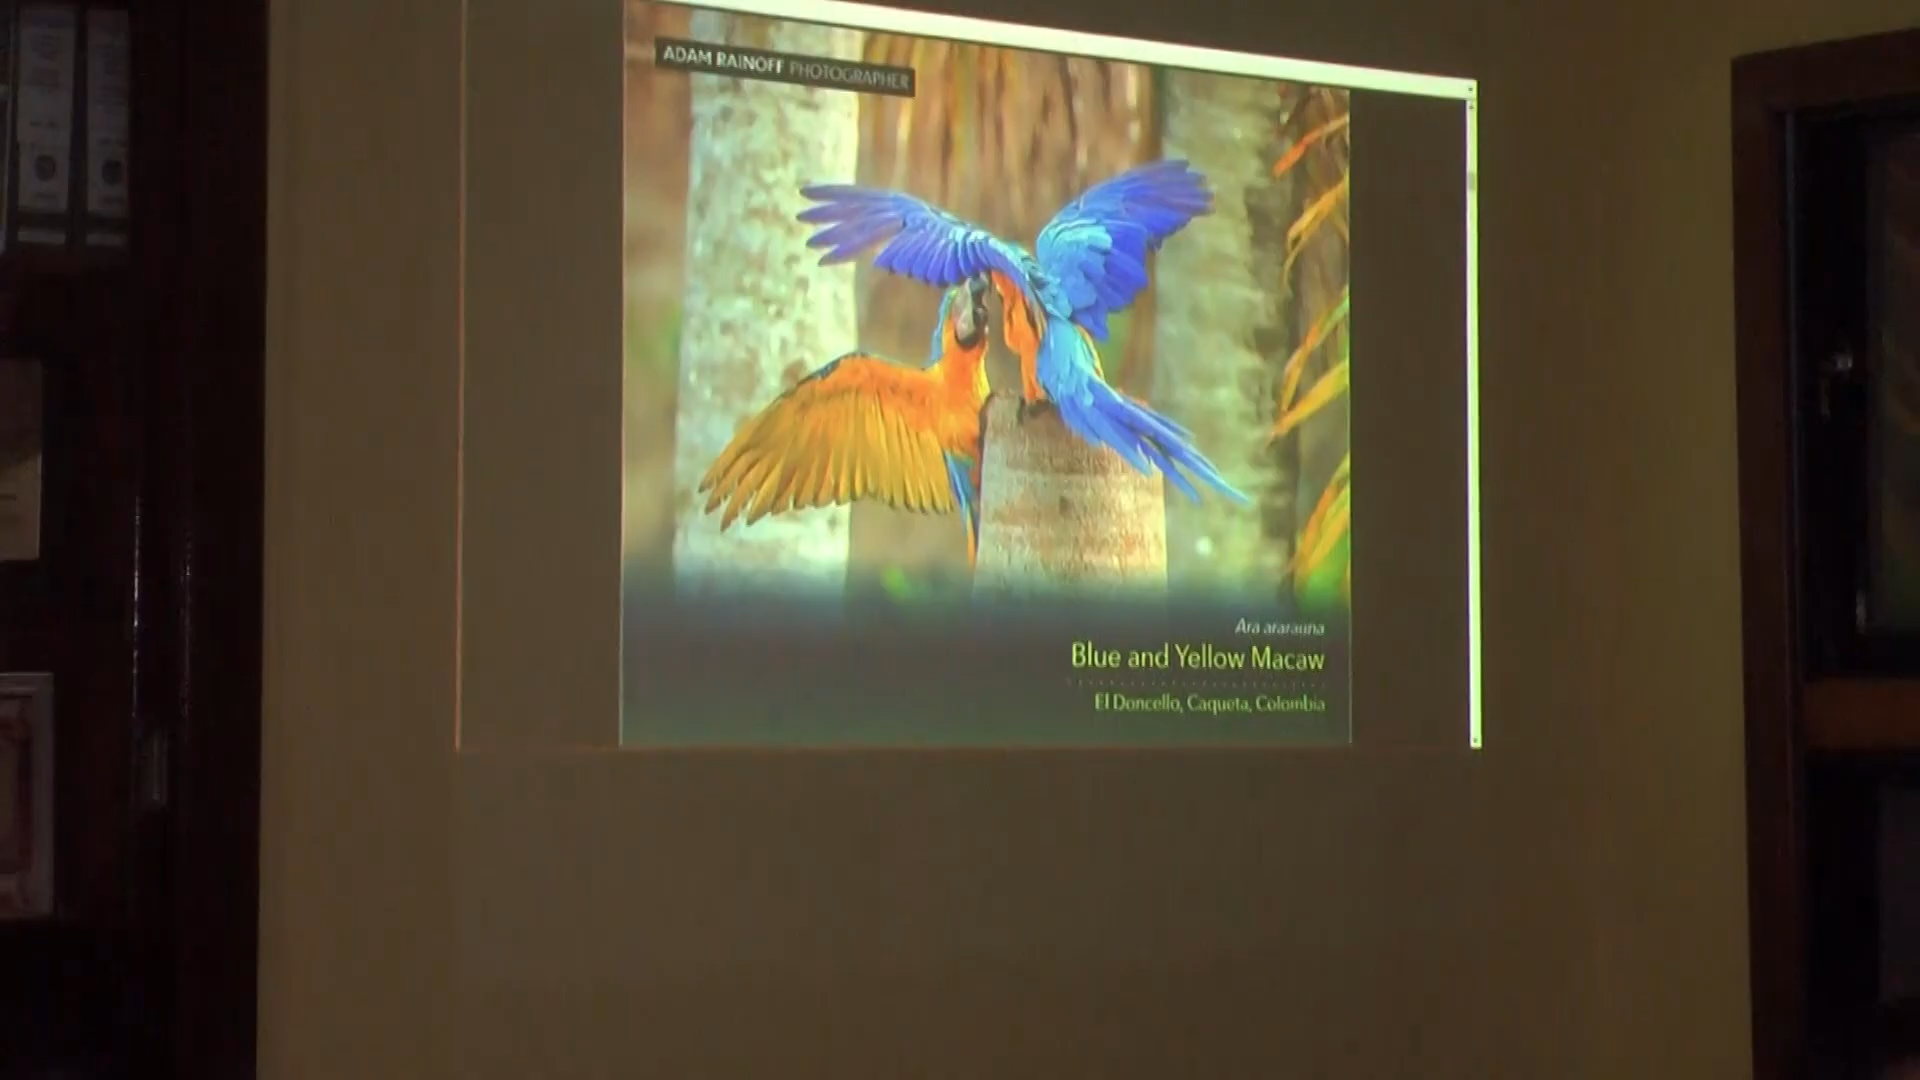 ADAM RAINOFF PHOTOGRAPHER
Ara ararauna
Blue and Yellow Macaw
El Doncello, Caqueta, Colombia